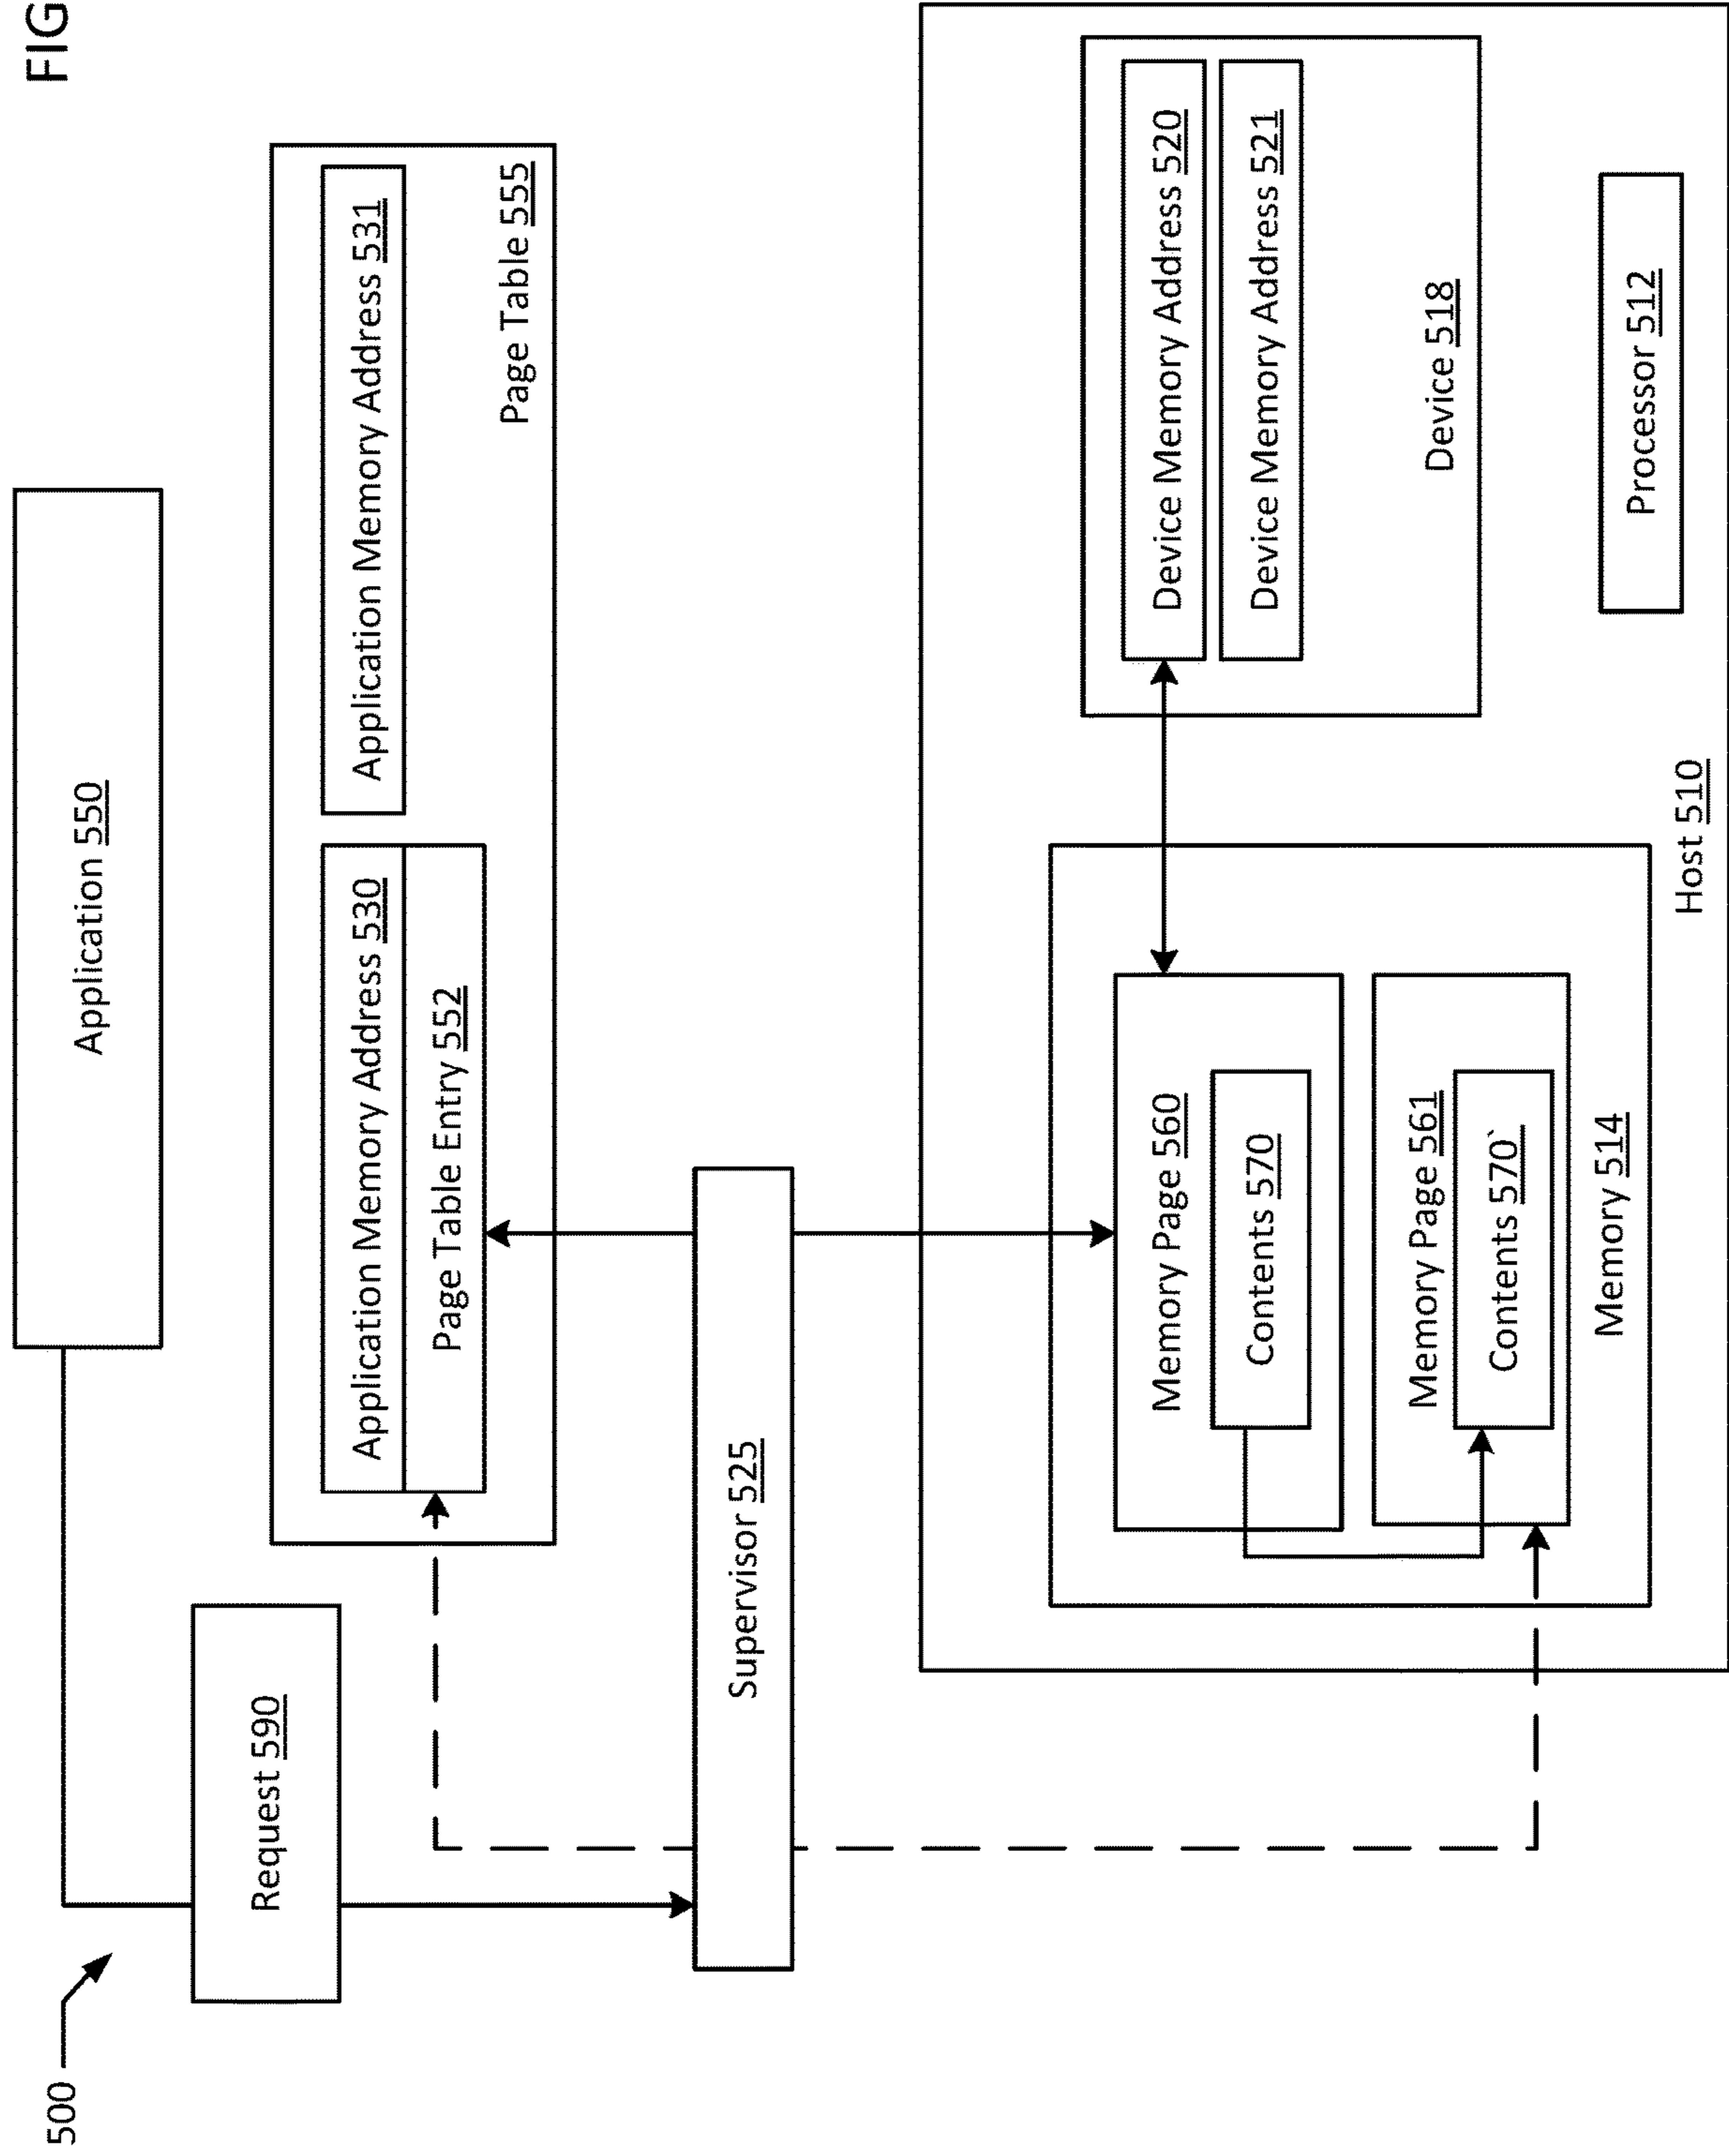 FIG
500
Application 550
Request 590
Application Memory Address 530
Application Memory Address 531
Page Table Entry 552
Page Table 555
Supervisor 525
Memory Page 560
Contents 570
Memory Page 561
Contents 570`
Memory 514
Device Memory Address 520
Device Memory Address 521
Device 518
Processor 512
Host 510